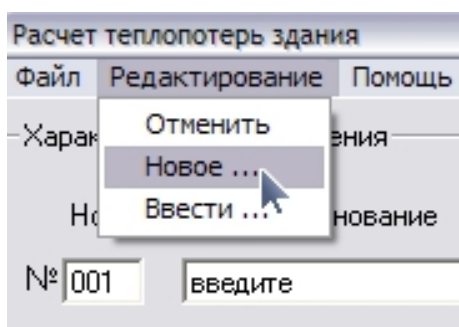 Расчет теплопотерь здания
Файл Редактирование Помощь
Отменить
Новое ...
Ввести ...
№ 001 введите